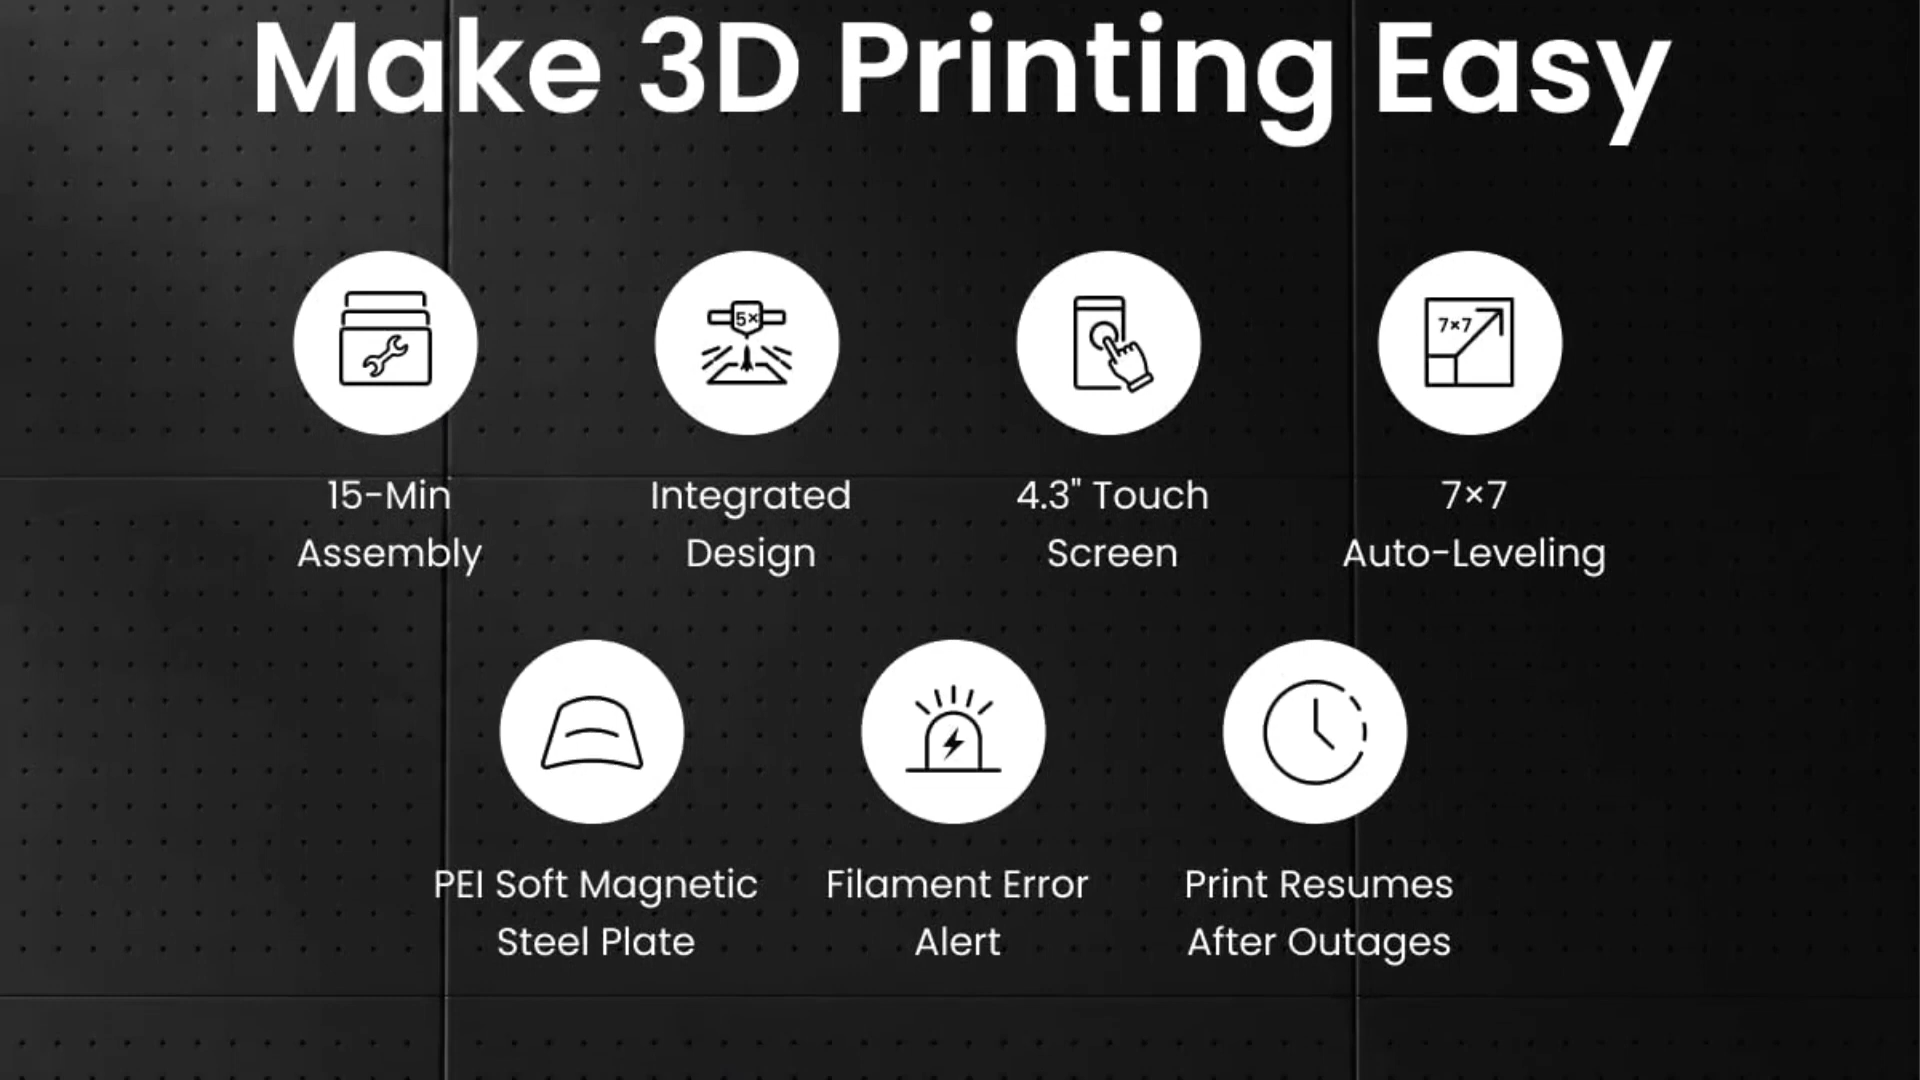 Make 3D Printing Easy
5×
7×7
15-Min
Assembly
Integrated
Design
4.3" Touch
Screen
7×7
Auto-Leveling
PEI Soft Magnetic
Steel Plate
Filament Error
Alert
Print Resumes
After Outages